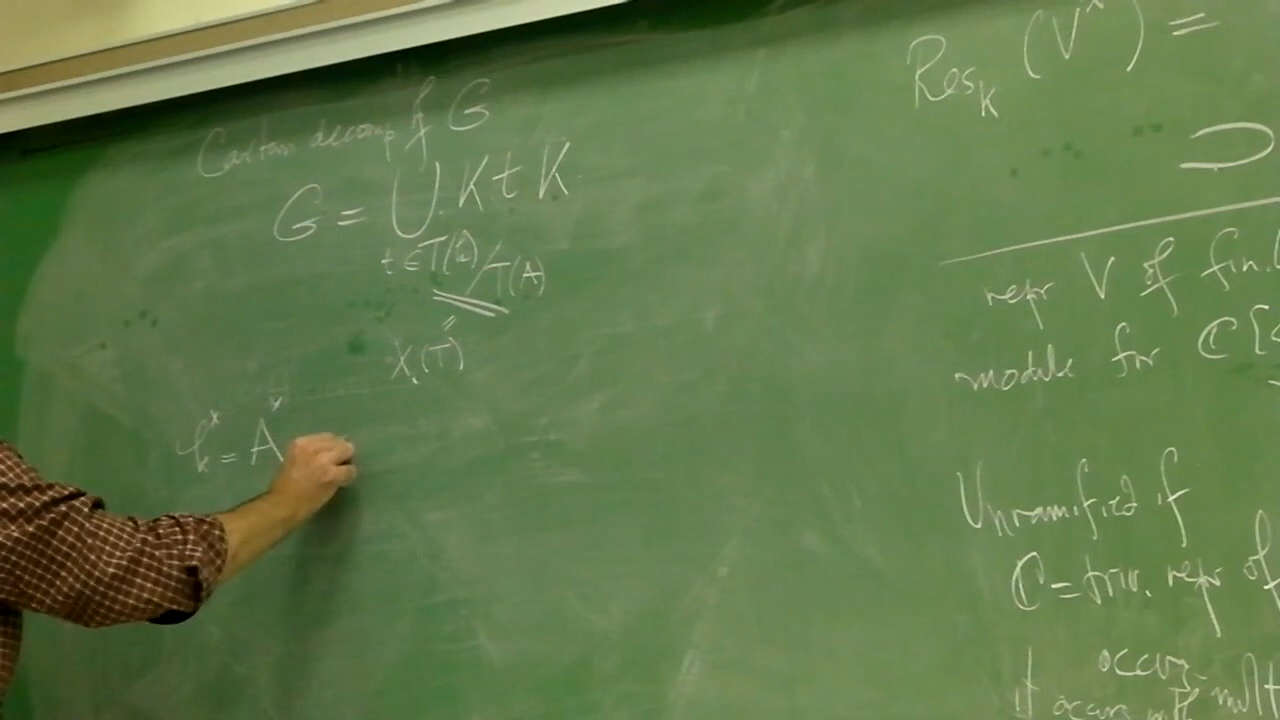 Cartan decomp of G
G = ⋃ K t K
t ∈ T(k)/T(A)
"
X.(T)
k^x = A^x
Res_K (V^x) =
⊃
repr V of fin.
module for ℂ[
Unramified if
ℂ = triv. repr of
occurs
it occurs with mult